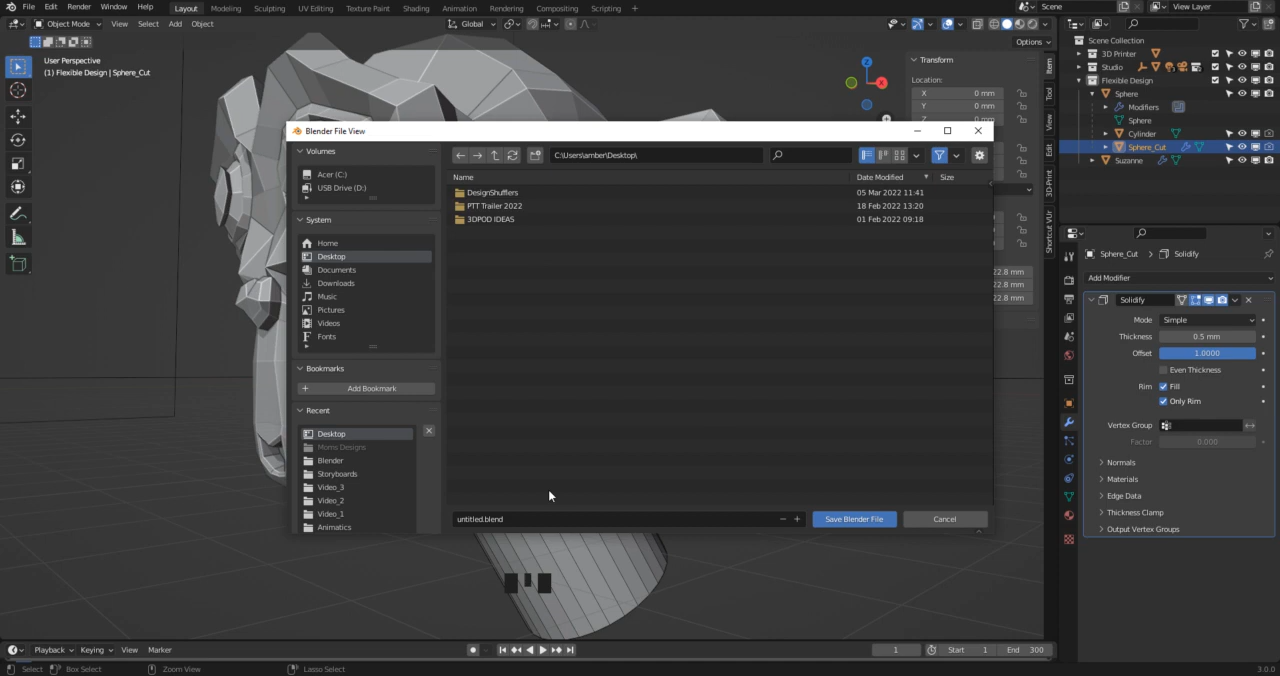 File Edit Render Window Help Layout Modeling Sculpting UV Editing Texture Paint Shading Animation Rendering Compositing Scripting + Scene View Layer
Object Mode View Select Add Object Global
Options
User Perspective
(1) Flexible Design | Sphere_Cut
Transform
Location:
X 0 mm
Y 0 mm
Z 0 mm
22.8 mm
22.8 mm
22.8 mm
Item
Tool
View
Edit
3D-Print
Shortcut VUr
X
Scene Collection
3D Printer
Studio
Flexible Design
Sphere
Modifiers
Sphere
Cylinder
Sphere_Cut
Suzanne
Blender File View
Volumes
Acer (C:)
USB Drive (D:)
System
Home
Desktop
Documents
Downloads
Music
Pictures
Videos
Fonts
Bookmarks
Add Bookmark
Recent
Desktop
Moms Designs
Blender
Storyboards
Video_3
Video_2
Video_1
Animatics
C:\Users\amber\Desktop\
Name Date Modified Size
DesignShufflers 05 Mar 2022 11:41
PTT Trailer 2022 18 Feb 2022 13:20
3DPOD IDEAS 01 Feb 2022 09:18
untitled.blend Save Blender File Cancel
Sphere_Cut > Solidify
Add Modifier
Solidify
Mode Simple
Thickness 0.5 mm
Offset 1.0000
Even Thickness
Rim Fill
Only Rim
Vertex Group
Factor 0.000
Normals
Materials
Edge Data
Thickness Clamp
Output Vertex Groups
Playback Keying View Marker 1 Start 1 End 300
Select Box Select Zoom View Lasso Select 3.0.0